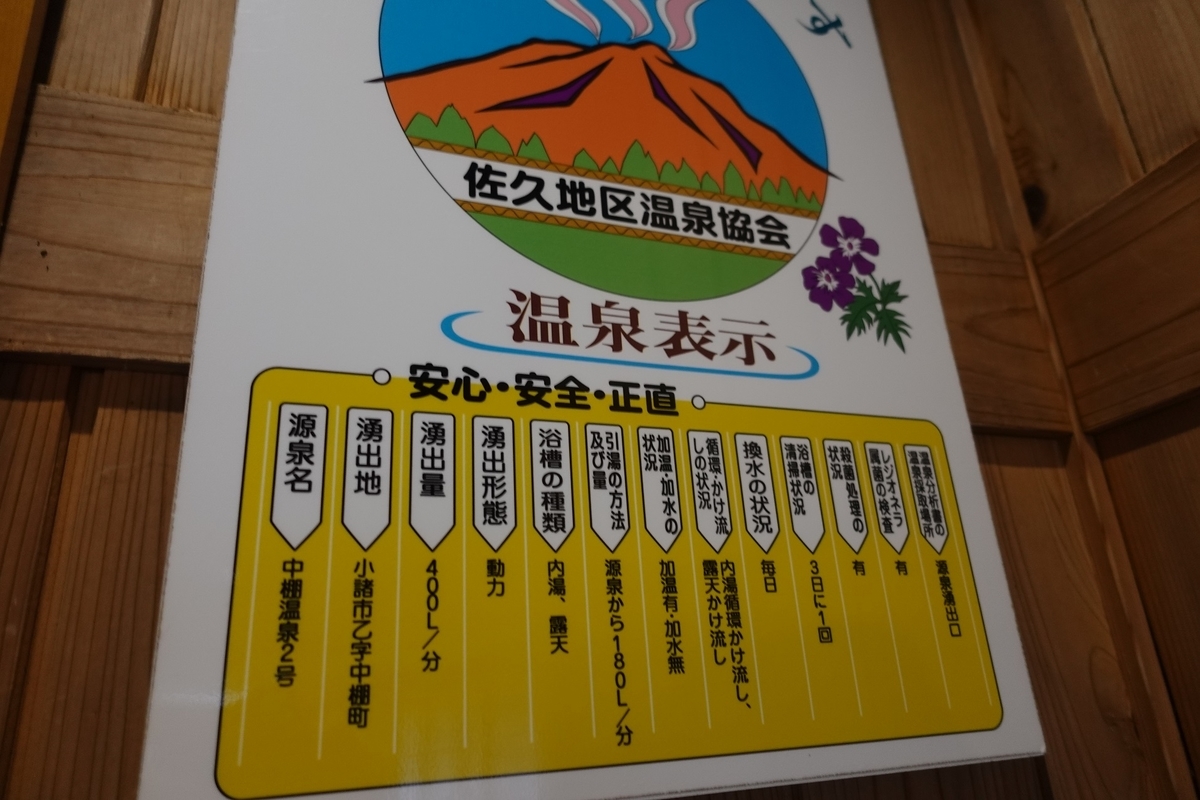 す
佐久地区温泉協会
温泉表示
安心・安全・正直
源泉名
中棚温泉2号
湧出地
小諸市乙字中棚町
湧出量
400L/分
湧出形態
動力
浴槽の種類
内湯、露天
引湯の方法
及び量
源泉から180L/分
加温・加水の
状況
加温有・加水無
循環・かけ流
しの状況
内湯循環かけ流し、
露天かけ流し
換水の状況
毎日
浴槽の
清掃状況
3日に1回
殺菌処理の
状況
有
レジオネラ
属菌の検査
有
温泉分析書の
温泉採取場所
源泉湧出口